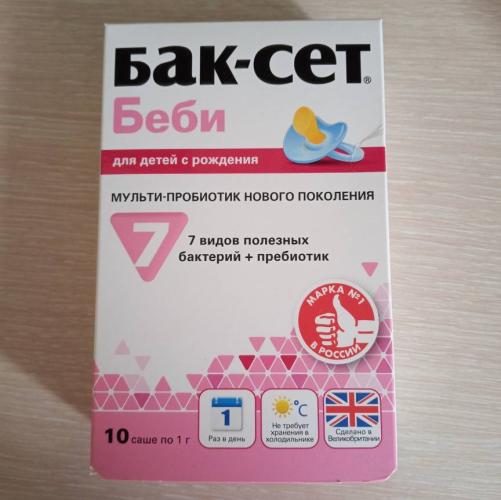 Бак-сет®
Беби
для детей с рождения
МУЛЬТИ-ПРОБИОТИК НОВОГО ПОКОЛЕНИЯ
7
7 видов полезных
бактерий + пребиотик
МАРКА №1
В РОССИИ
10 саше по 1 г
1
Раз в день
°C
Не требует
хранения в
холодильнике
Сделано в
Великобритании